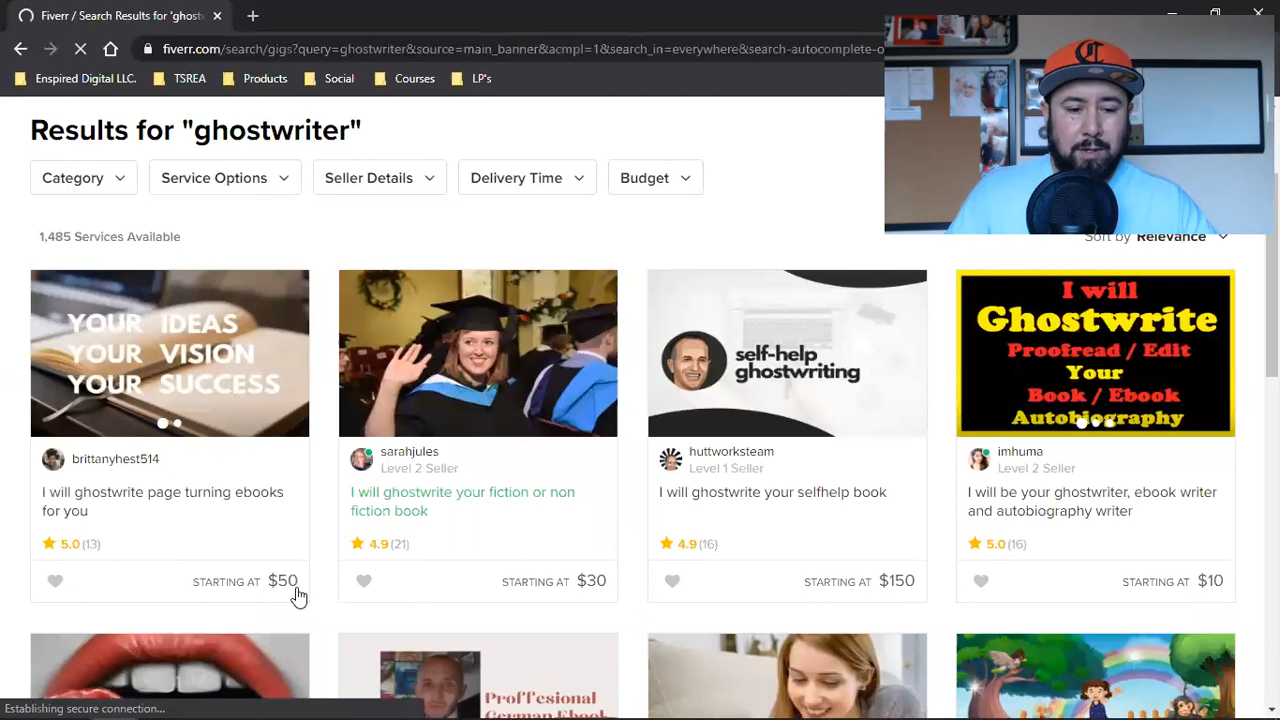 Fiverr / Search Results for 'ghost
fiverr.com/search/gigs?query=ghostwriter&source=main_banner&acmpl=1&search_in=everywhere&search-autocomplete-o
Enspired Digital LLC.
TSREA
Products
Social
Courses
LP's
Results for "ghostwriter"
Category
Service Options
Seller Details
Delivery Time
Budget
1,485 Services Available
Sort by Relevance
YOUR IDEAS
YOUR VISION
YOUR SUCCESS
brittanyhest514
I will ghostwrite page turning ebooks
for you
5.0 (13)
STARTING AT $50
sarahjules
Level 2 Seller
I will ghostwrite your fiction or non
fiction book
4.9 (21)
STARTING AT $30
self-help
ghostwriting
huttworksteam
Level 1 Seller
I will ghostwrite your selfhelp book
4.9 (16)
STARTING AT $150
I will
Ghostwrite
Proofread / Edit
Your
Book / Ebook
Autobiography
imhuma
Level 2 Seller
I will be your ghostwriter, ebook writer
and autobiography writer
5.0 (16)
STARTING AT $10
Proffesional
German Ebook
C
Establishing secure connection...